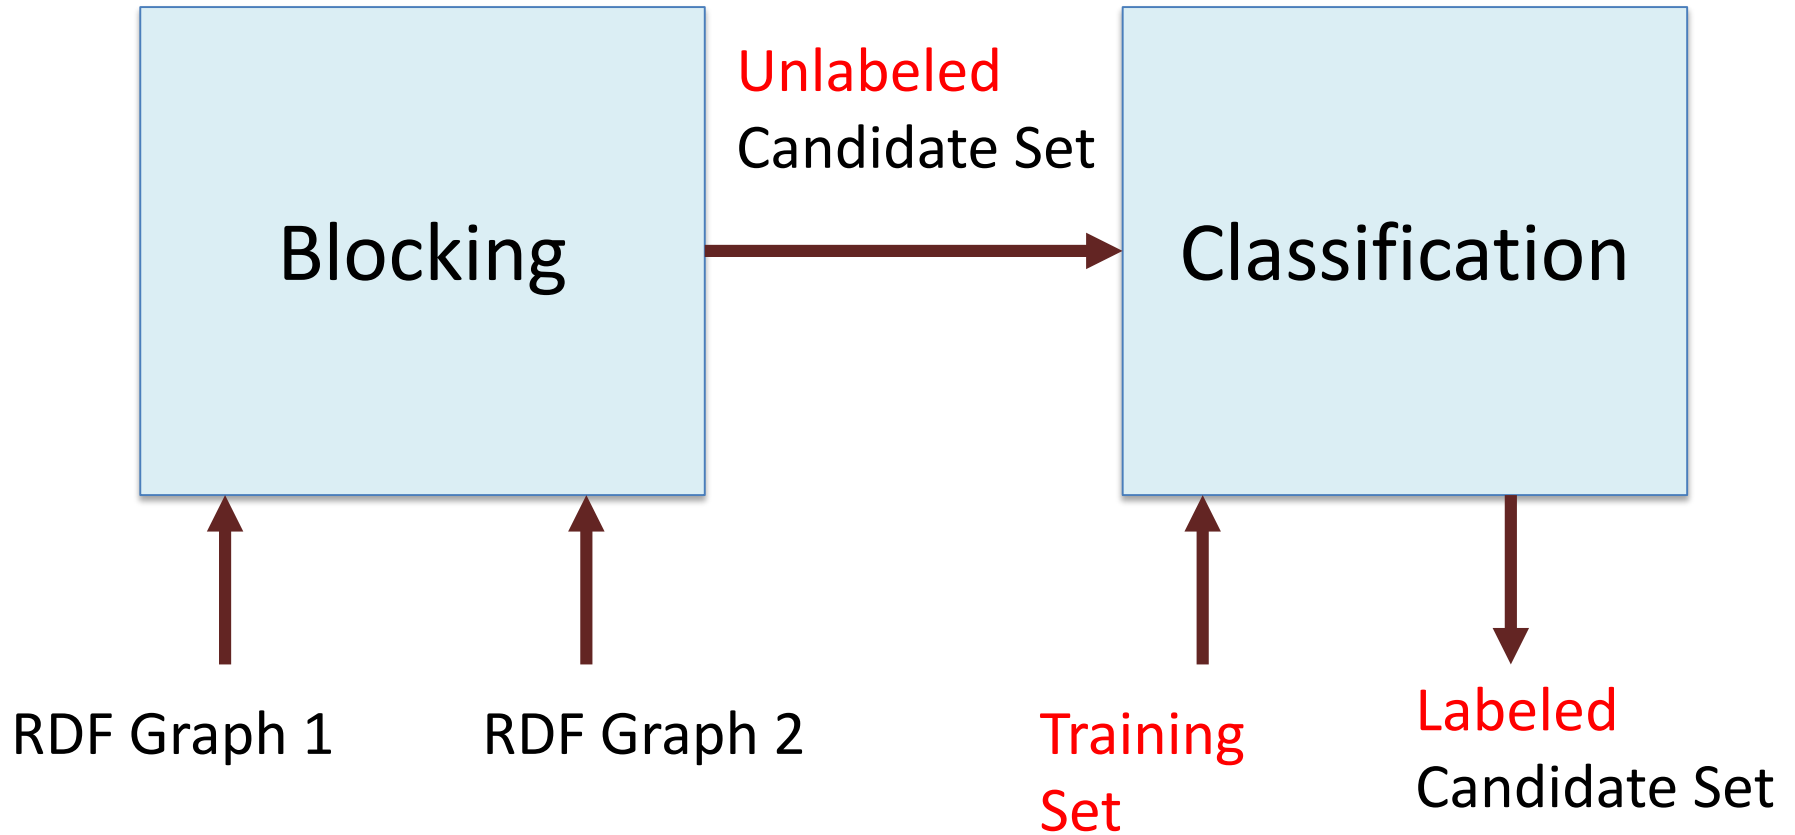 Unlabeled
Candidate Set
Blocking
Classification
RDF Graph 1
RDF Graph 2
Training
Set
Labeled
Candidate Set